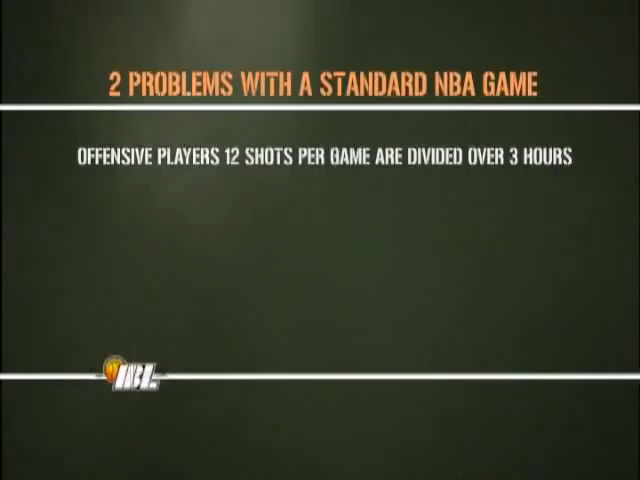 2 PROBLEMS WITH A STANDARD NBA GAME
OFFENSIVE PLAYERS 12 SHOTS PER GAME ARE DIVIDED OVER 3 HOURS